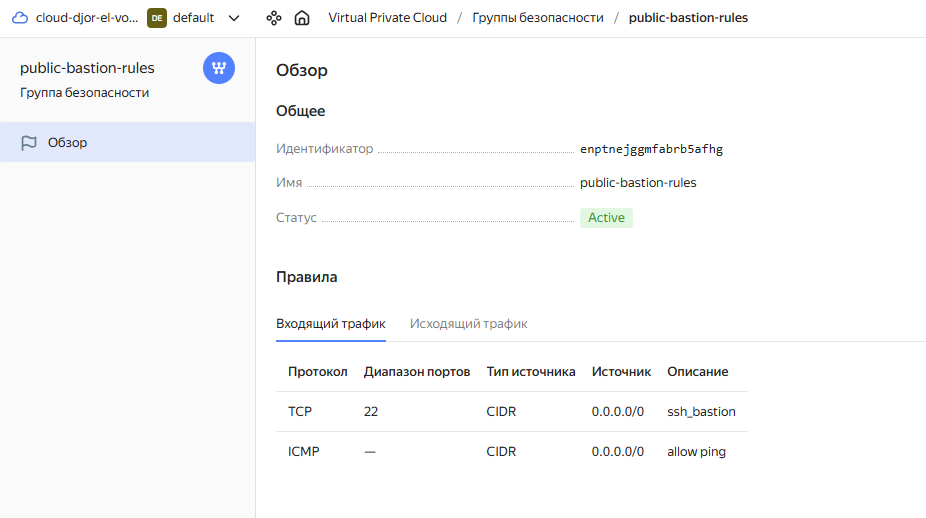 cloud-djor-el-vo... DE default Virtual Private Cloud / Группы безопасности / public-bastion-rules
public-bastion-rules
Группа безопасности
Обзор
Обзор
Общее
Идентификатор enptnejggmfabrb5afhg
Имя public-bastion-rules
Статус Active
Правила
Входящий трафик Исходящий трафик
Протокол Диапазон портов Тип источника Источник Описание
TCP 22 CIDR 0.0.0.0/0 ssh_bastion
ICMP — CIDR 0.0.0.0/0 allow ping